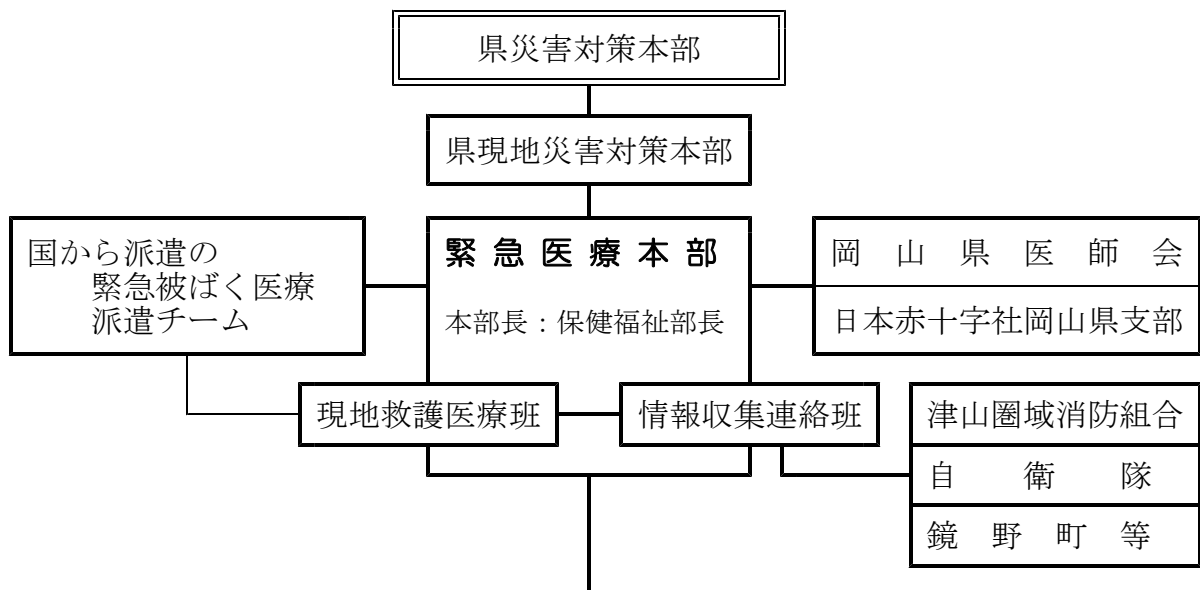 県災害対策本部
県現地災害対策本部
国から派遣の
緊急被ばく医療
派遣チーム
緊急医療本部
本部長：保健福祉部長
岡山県医師会
日本赤十字社岡山県支部
現地救護医療班
情報収集連絡班
津山圏域消防組合
自衛隊
鏡野町等